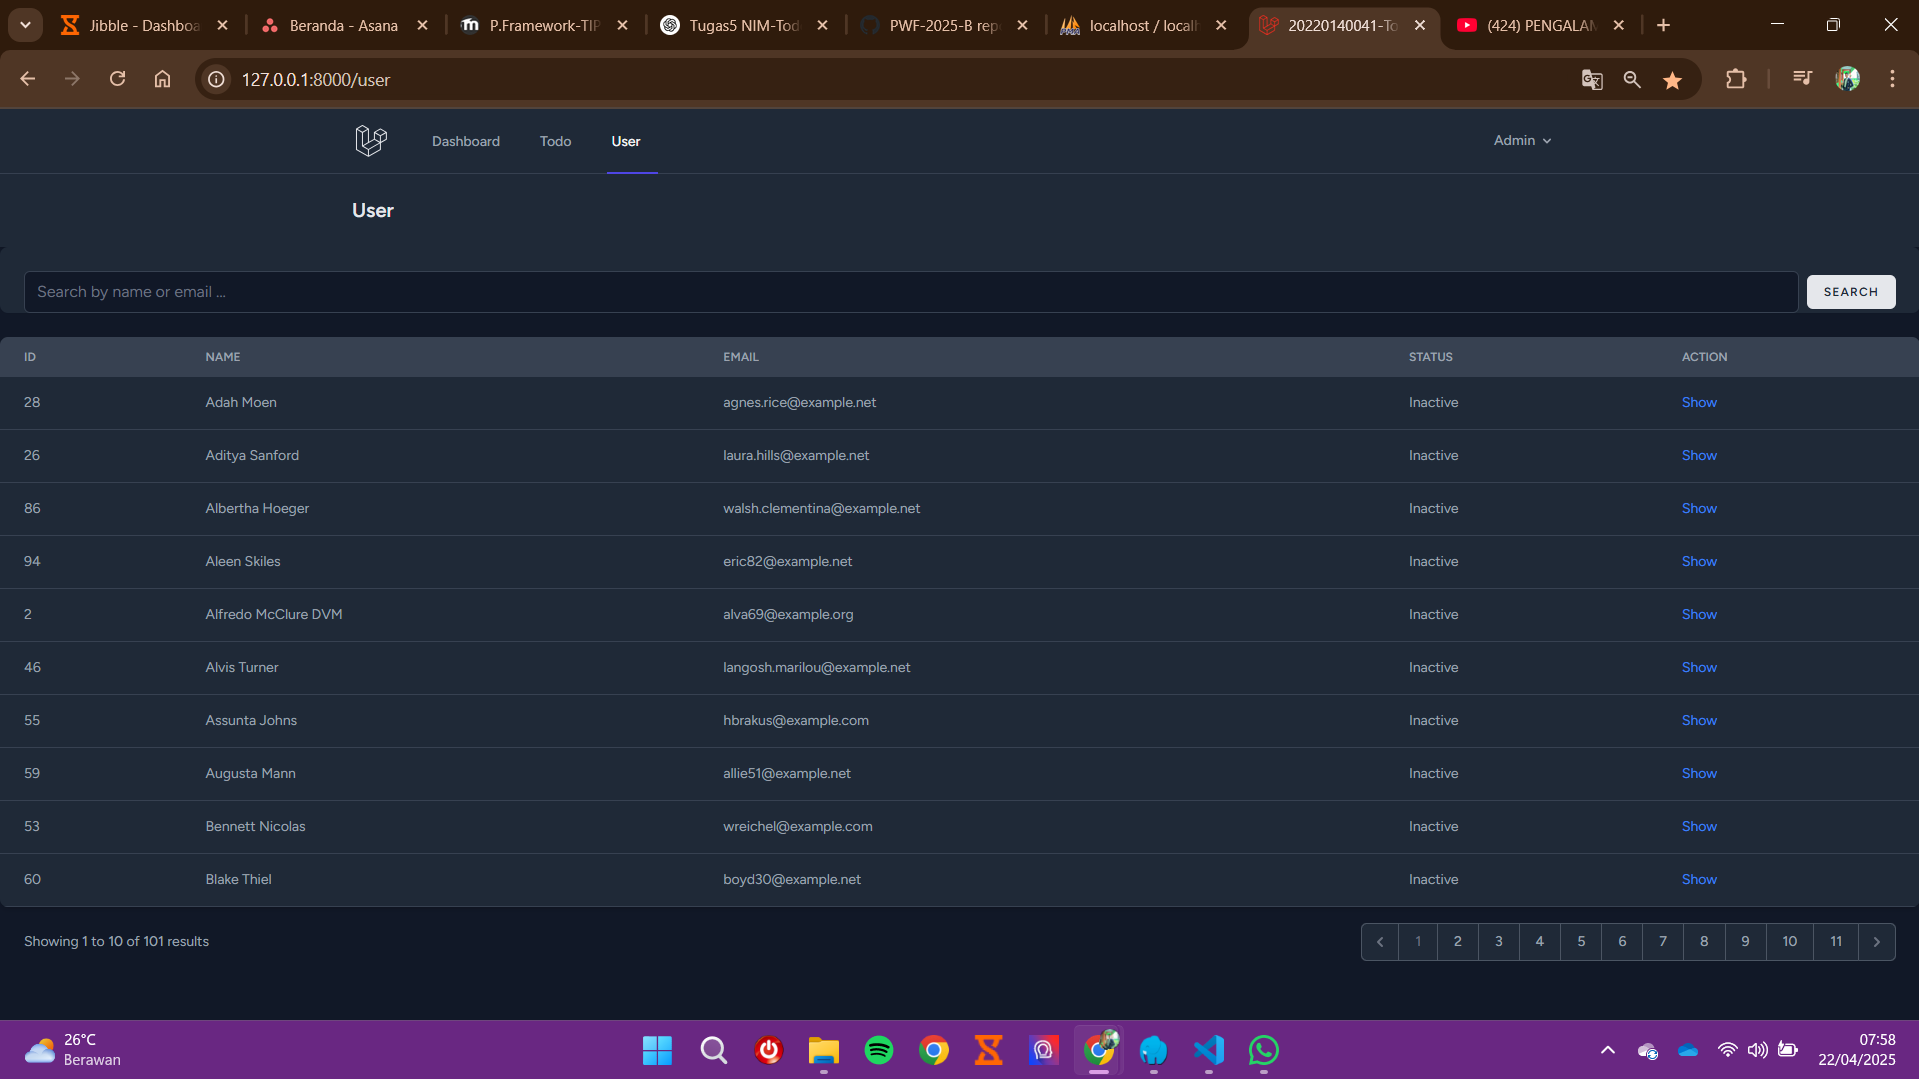 Jibble - Dashboa
Beranda - Asana
P.Framework-TIP
Tugas5 NIM-Tod
PWF-2025-B rep
localhost / localh
20220140041-To
(424) PENGALAM
127.0.0.1:8000/user
Dashboard Todo User Admin
User
Search by name or email ... SEARCH
ID NAME EMAIL STATUS ACTION
28 Adah Moen agnes.rice@example.net Inactive Show
26 Aditya Sanford laura.hills@example.net Inactive Show
86 Albertha Hoeger walsh.clementina@example.net Inactive Show
94 Aleen Skiles eric82@example.net Inactive Show
2 Alfredo McClure DVM alva69@example.org Inactive Show
46 Alvis Turner langosh.marilou@example.net Inactive Show
55 Assunta Johns hbrakus@example.com Inactive Show
59 Augusta Mann allie51@example.net Inactive Show
53 Bennett Nicolas wreichel@example.com Inactive Show
60 Blake Thiel boyd30@example.net Inactive Show
Showing 1 to 10 of 101 results 1 2 3 4 5 6 7 8 9 10 11
26°C
Berawan
07:58
22/04/2025